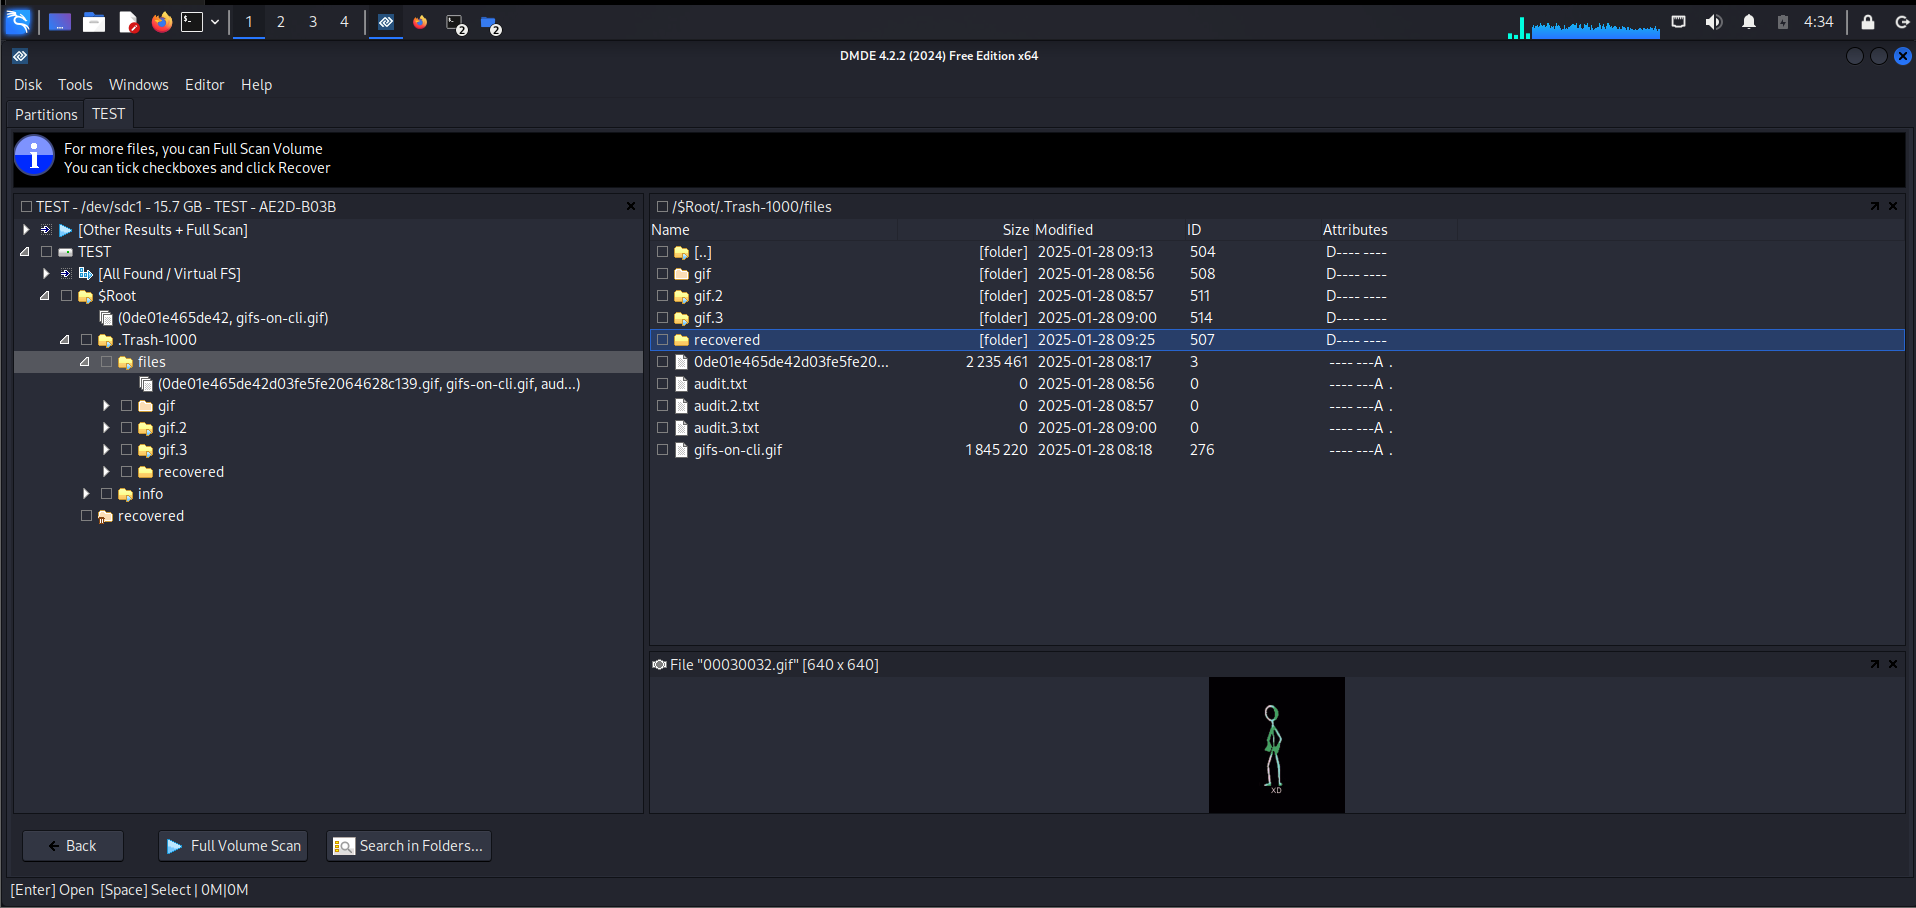 1 2 3 4 2 2 4:34
DMDE 4.2.2 (2024) Free Edition x64
Disk Tools Windows Editor Help
Partitions TEST
For more files, you can Full Scan Volume
You can tick checkboxes and click Recover
TEST - /dev/sdc1 - 15.7 GB - TEST - AE2D-B03B
[Other Results + Full Scan]
TEST
[All Found / Virtual FS]
$Root
(0de01e465de42, gifs-on-cli.gif)
.Trash-1000
files
(0de01e465de42d03fe5fe2064628c139.gif, gifs-on-cli.gif, aud...)
gif
gif.2
gif.3
recovered
info
recovered
/$Root/.Trash-1000/files
Name Size Modified ID Attributes
[..] [folder] 2025-01-28 09:13 504 D---- ----
gif [folder] 2025-01-28 08:56 508 D---- ----
gif.2 [folder] 2025-01-28 08:57 511 D---- ----
gif.3 [folder] 2025-01-28 09:00 514 D---- ----
recovered [folder] 2025-01-28 09:25 507 D---- ----
0de01e465de42d03fe5fe20... 2 235 461 2025-01-28 08:17 3 ---- ---A .
audit.txt 0 2025-01-28 08:56 0 ---- ---A .
audit.2.txt 0 2025-01-28 08:57 0 ---- ---A .
audit.3.txt 0 2025-01-28 09:00 0 ---- ---A .
gifs-on-cli.gif 1 845 220 2025-01-28 08:18 276 ---- ---A .
File "00030032.gif" [640 x 640]
XD
Back Full Volume Scan Search in Folders...
[Enter] Open [Space] Select | 0M|0M